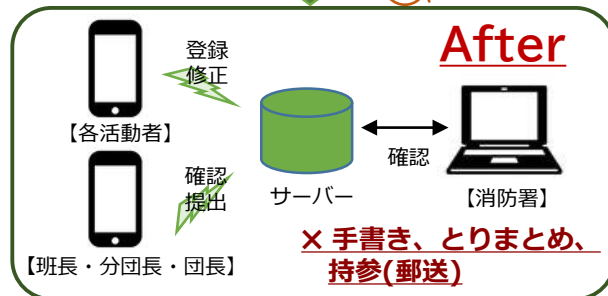 After
登録
修正
【各活動者】
確認
提出
サーバー
確認
【消防署】
【班長・分団長・団長】
× 手書き、とりまとめ、
持参(郵送)